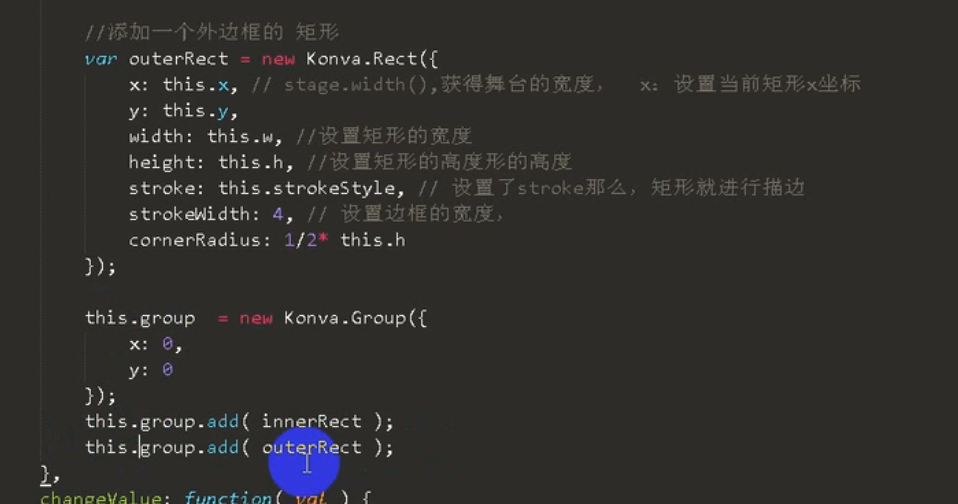 //添加一个外边框的 矩形
var outerRect = new Konva.Rect({
x: this.x, // stage.width(),获得舞台的宽度， x: 设置当前矩形x坐标
y: this.y,
width: this.w, //设置矩形的宽度
height: this.h, //设置矩形的高度形的高度
stroke: this.strokeStyle, // 设置了stroke那么，矩形就进行描边
strokeWidth: 4, // 设置边框的宽度，
cornerRadius: 1/2* this.h
});
this.group = new Konva.Group({
x: 0,
y: 0
});
this.group.add( innerRect );
this.group.add( outerRect );
},
changeValue: function( val ) {